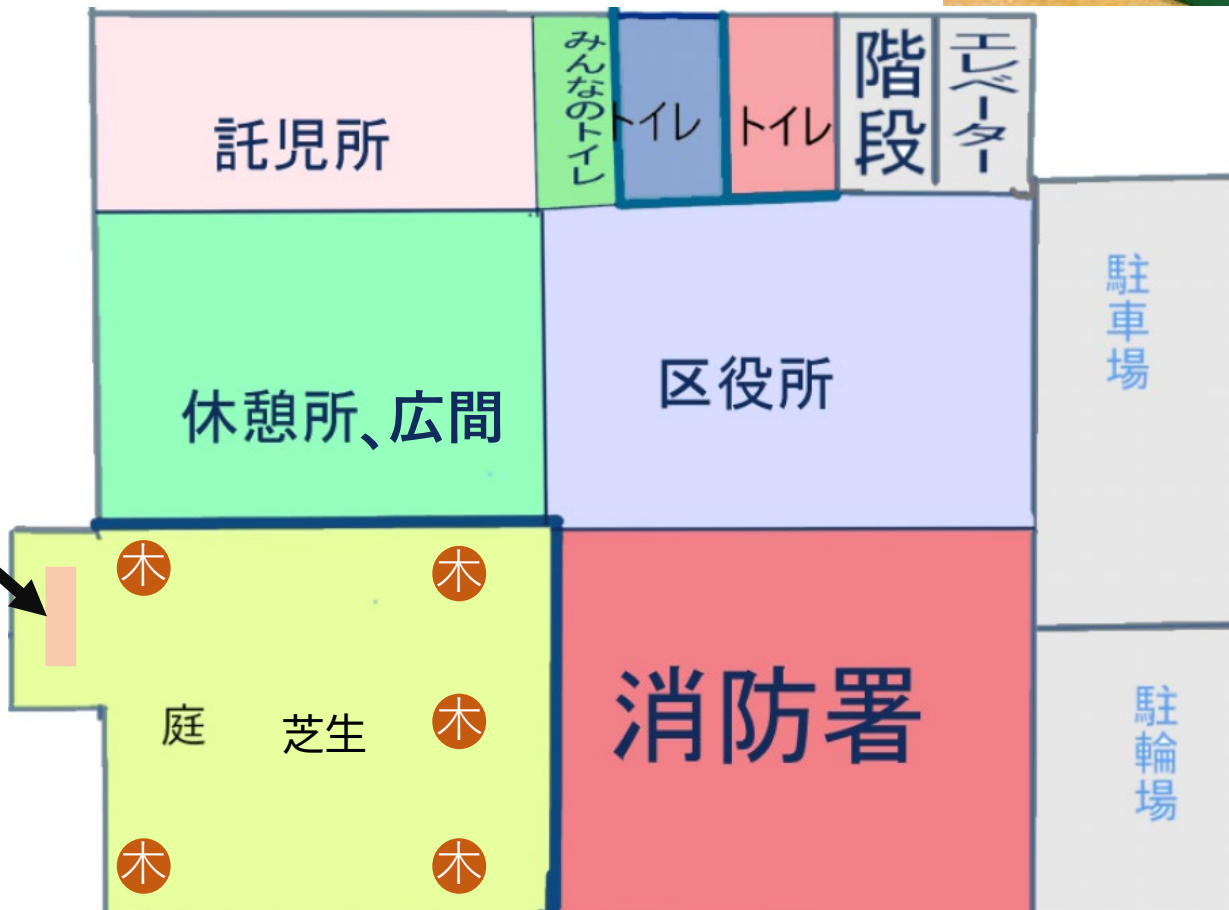 託児所
みんなのトイレ
トイレ
トイレ
階段
エレベーター
休憩所、広間
区役所
駐車場
木
木
庭
芝生
木
消防署
駐輪場
木
木